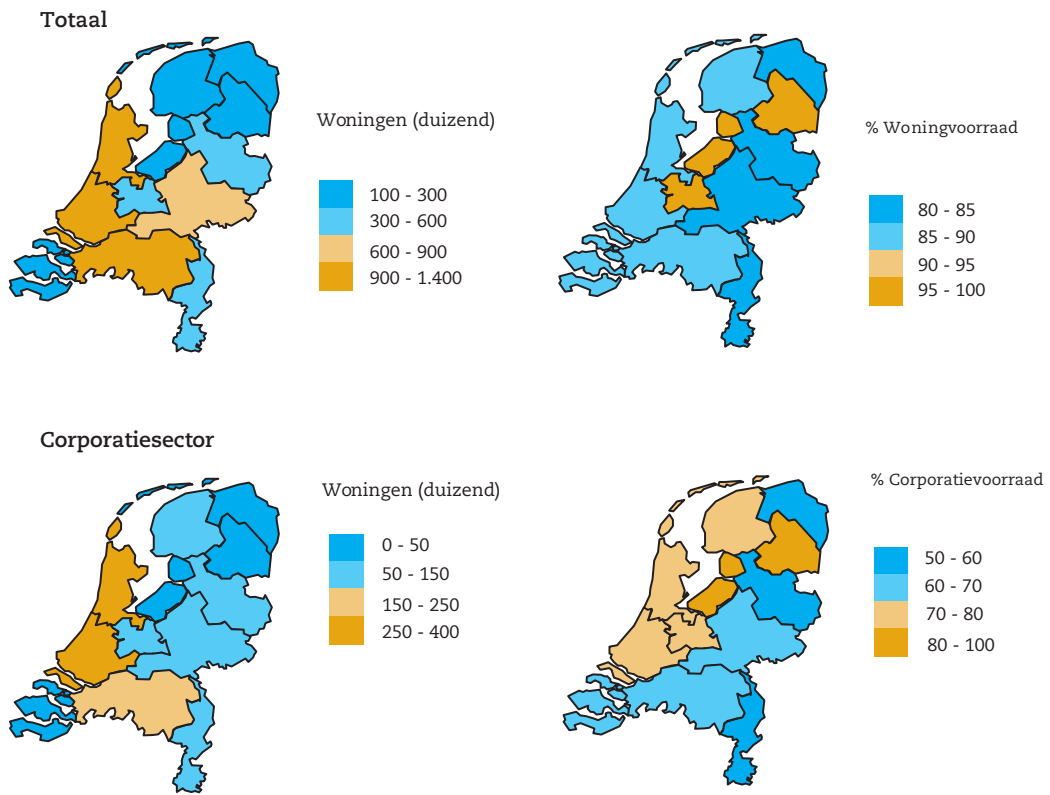 Totaal
Woningen (duizend)
100 - 300
300 - 600
600 - 900
900 - 1.400
% Woningvoorraad
80 - 85
85 - 90
90 - 95
95 - 100
Corporatiesector
Woningen (duizend)
0 - 50
50 - 150
150 - 250
250 - 400
% Corporatievoorraad
50 - 60
60 - 70
70 - 80
80 - 100